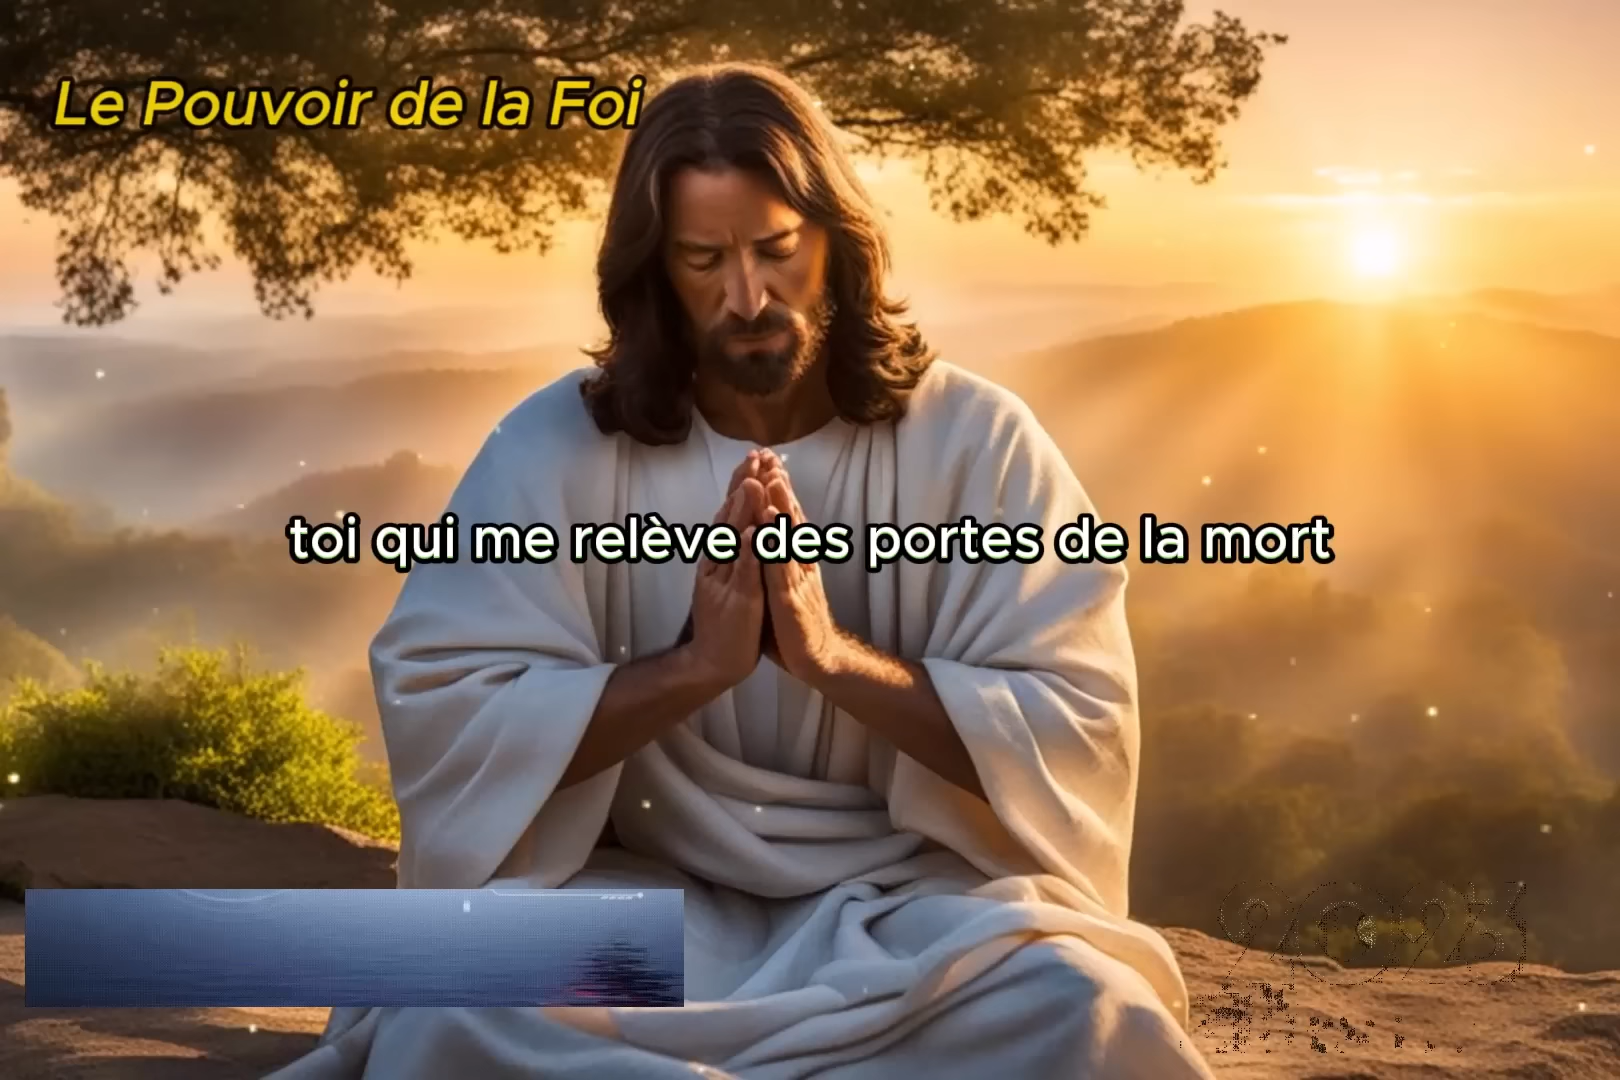 Le Pouvoir de la Foi
toi qui me relève des portes de la mort